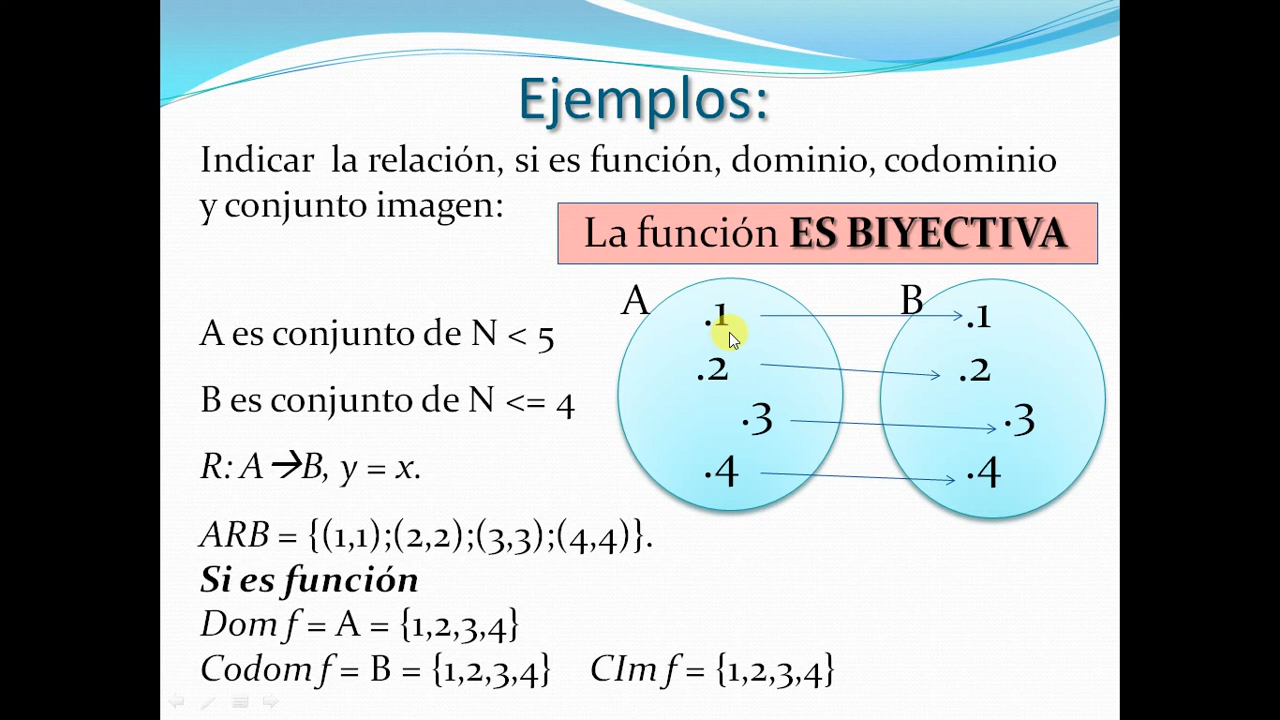 Ejemplos:
Indicar la relación, si es función, dominio, codominio
y conjunto imagen:
La función ES BIYECTIVA
A es conjunto de N < 5
B es conjunto de N <= 4
R: A→B, y = x.
ARB = {(1,1);(2,2);(3,3);(4,4)}.
Si es función
Dom f = A = {1,2,3,4}
Codom f = B = {1,2,3,4} CIm f = {1,2,3,4}
A
.1
.2
.3
.4
B
.1
.2
.3
.4